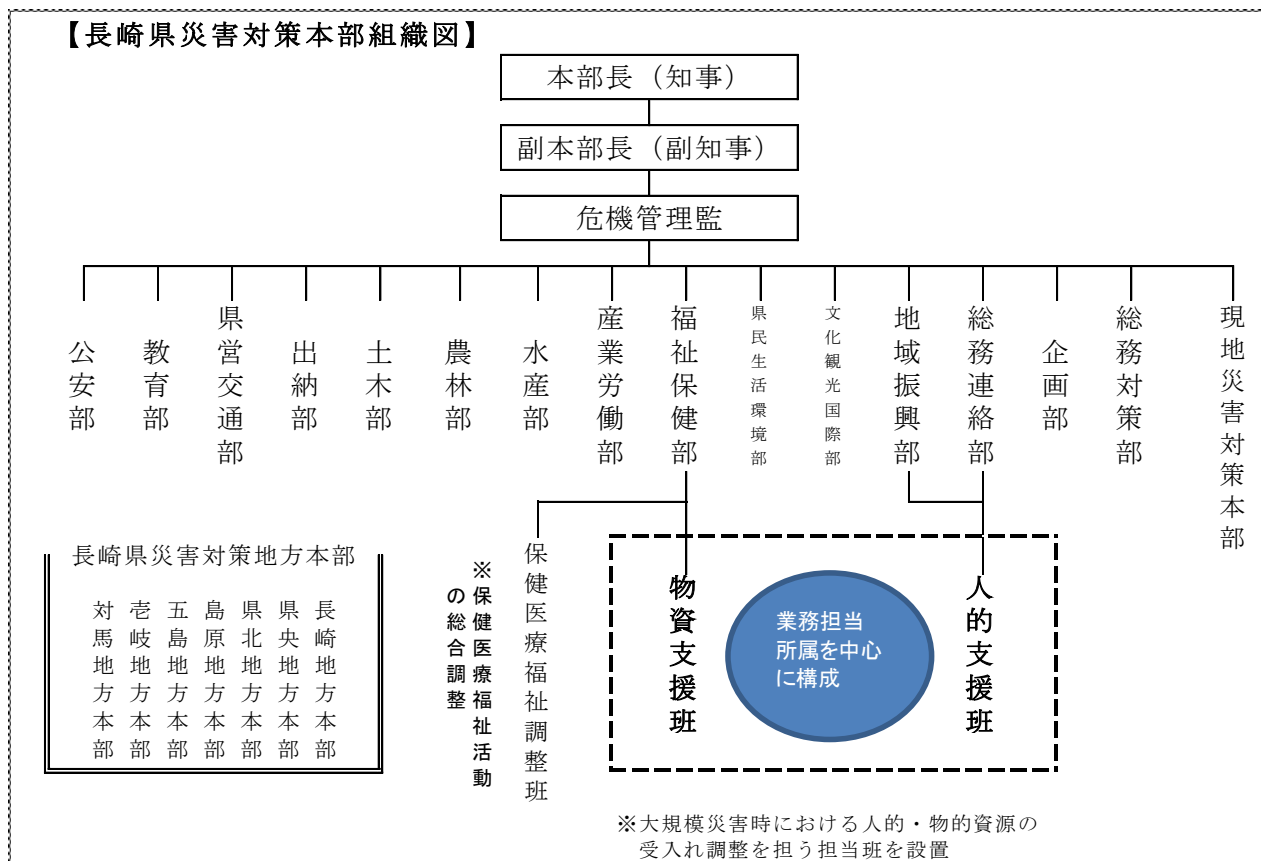 【長崎県災害対策本部組織図】
本部長（知事）
副本部長（副知事）
危機管理監
公安部
教育部
県営交通部
出納部
土木部
農林部
水産部
産業労働部
福祉保健部
県民生活環境部
文化観光国際部
地域振興部
総務連絡部
企画部
総務対策部
現地災害対策本部
長崎県災害対策地方本部
対馬地方本部
壱岐地方本部
五島地方本部
島原地方本部
県北地方本部
県央地方本部
長崎地方本部
※保健医療福祉活動
の総合調整
保健医療福祉調整班
物資支援班
業務担当
所属を中心
に構成
人的支援班
※大規模災害時における人的・物的資源の
受入れ調整を担う担当班を設置